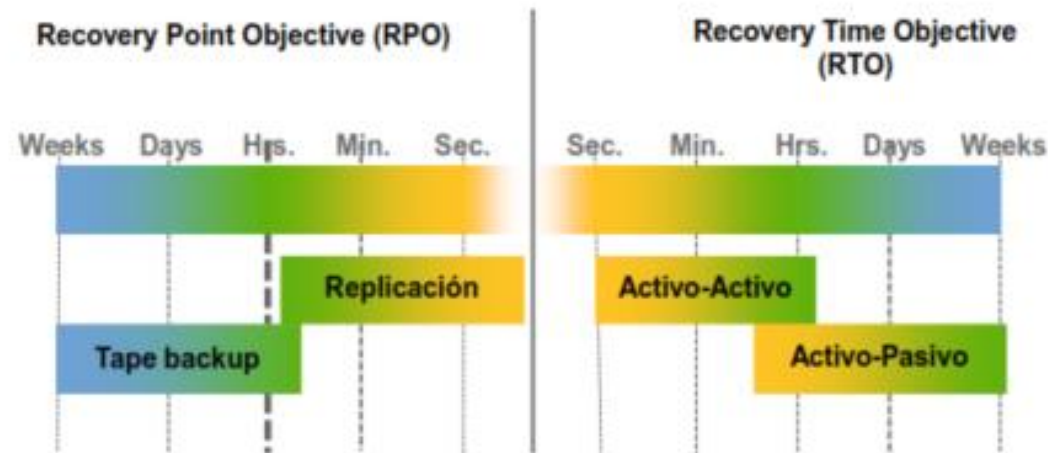 Recovery Point Objective (RPO)
Recovery Time Objective
(RTO)
Weeks Days Hrs. Min. Sec.
Sec. Min. Hrs. Days Weeks
Replicación
Activo-Activo
Tape backup
Activo-Pasivo